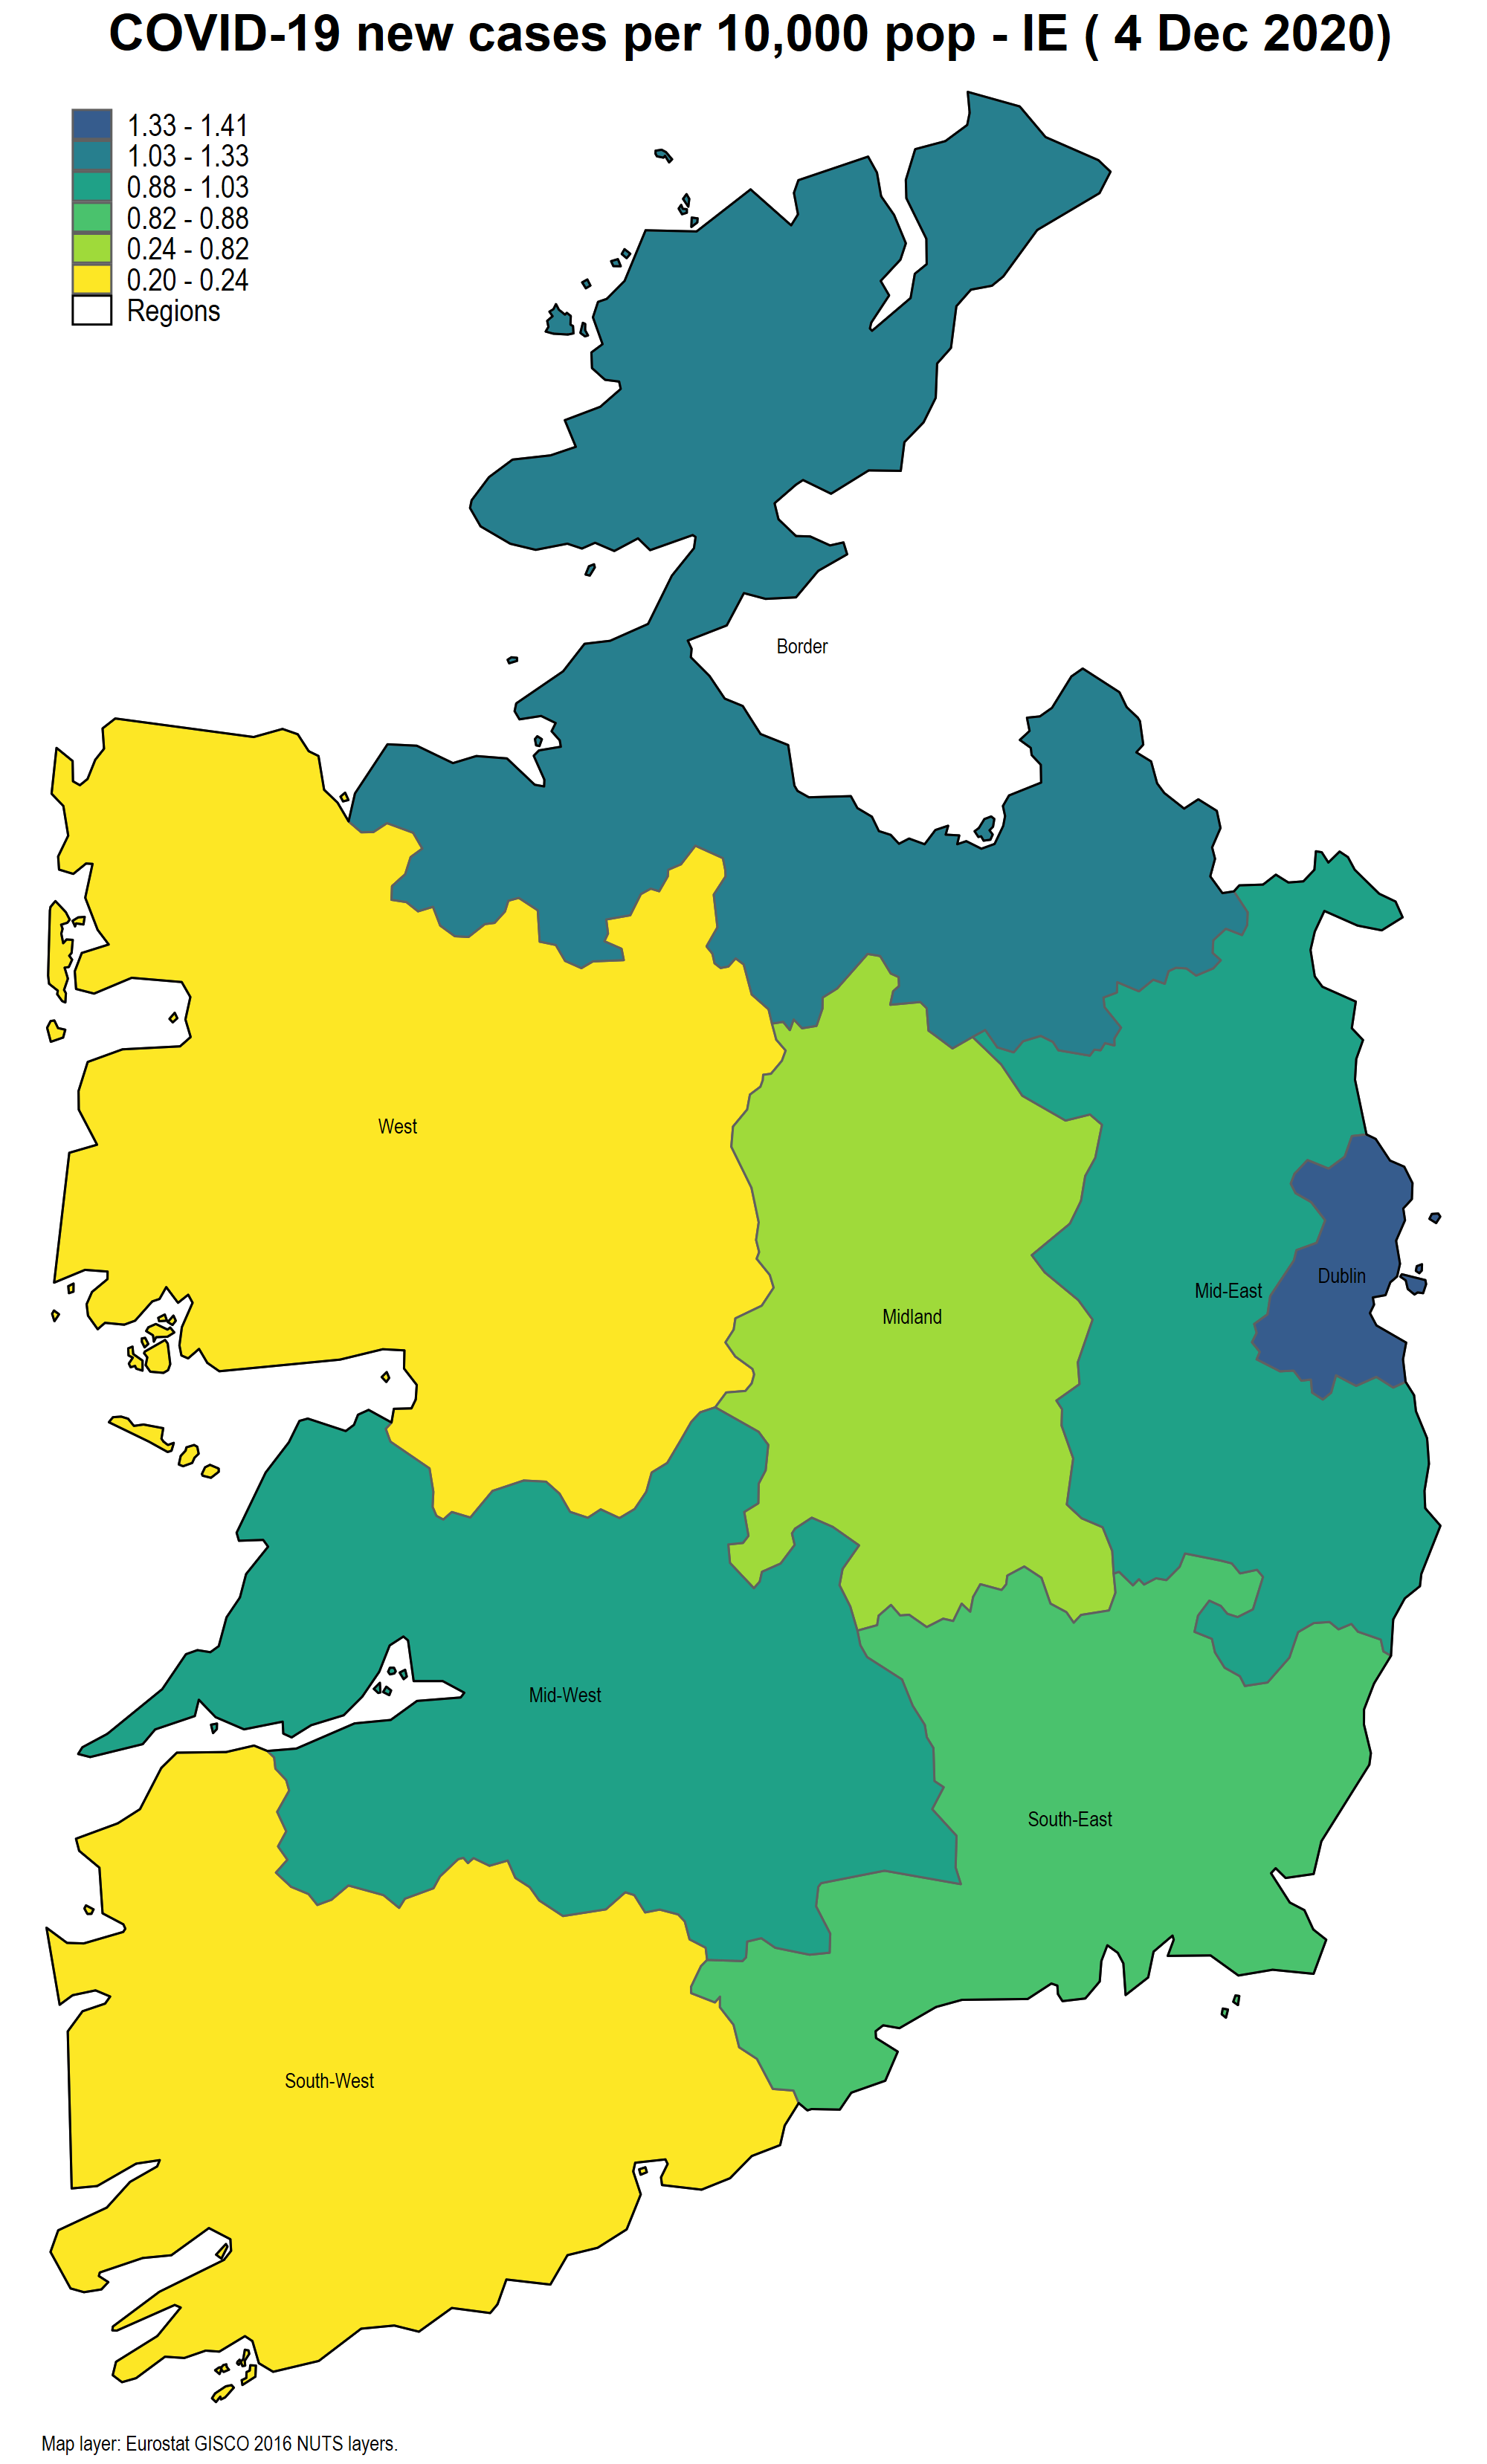 COVID-19 new cases per 10,000 pop - IE ( 4 Dec 2020)
1.33 - 1.41
1.03 - 1.33
0.88 - 1.03
0.82 - 0.88
0.24 - 0.82
0.20 - 0.24
Regions
Border
West
Dublin
Mid-East
Midland
Mid-West
South-East
South-West
Map layer: Eurostat GISCO 2016 NUTS layers.